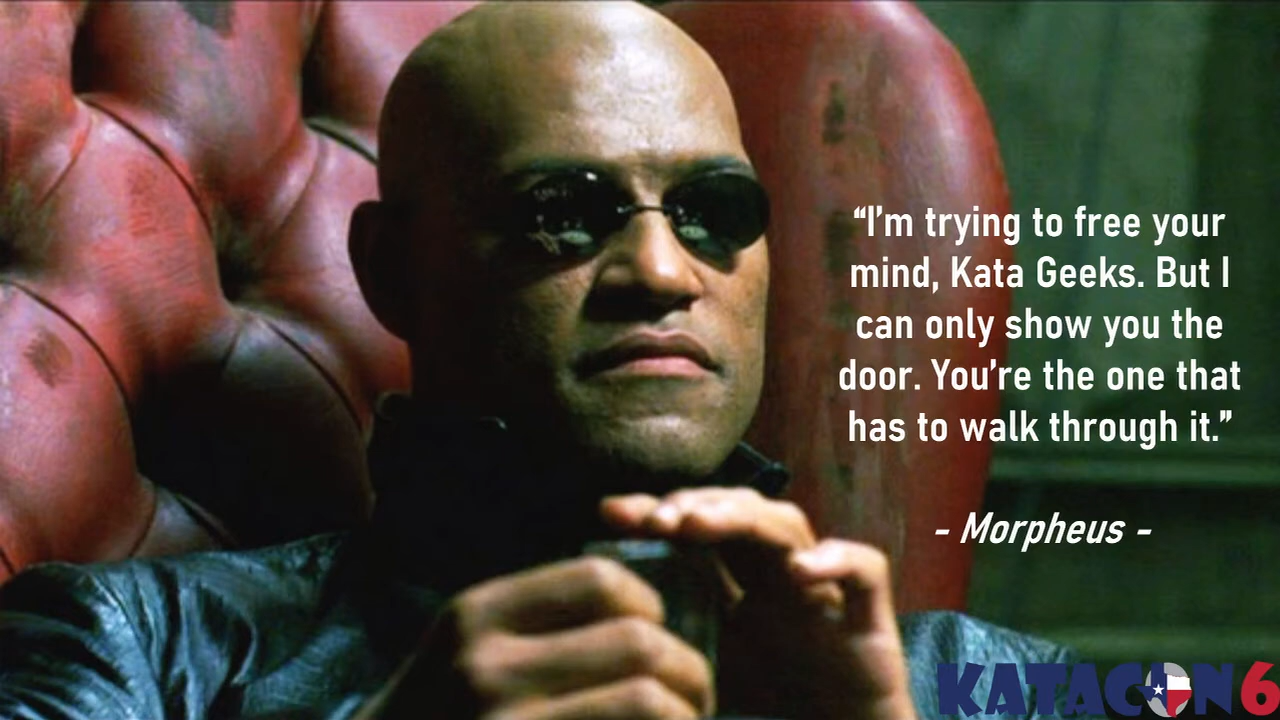 “I’m trying to free your
mind, Kata Geeks. But I
can only show you the
door. You’re the one that
has to walk through it.”
- Morpheus -
KATACON6